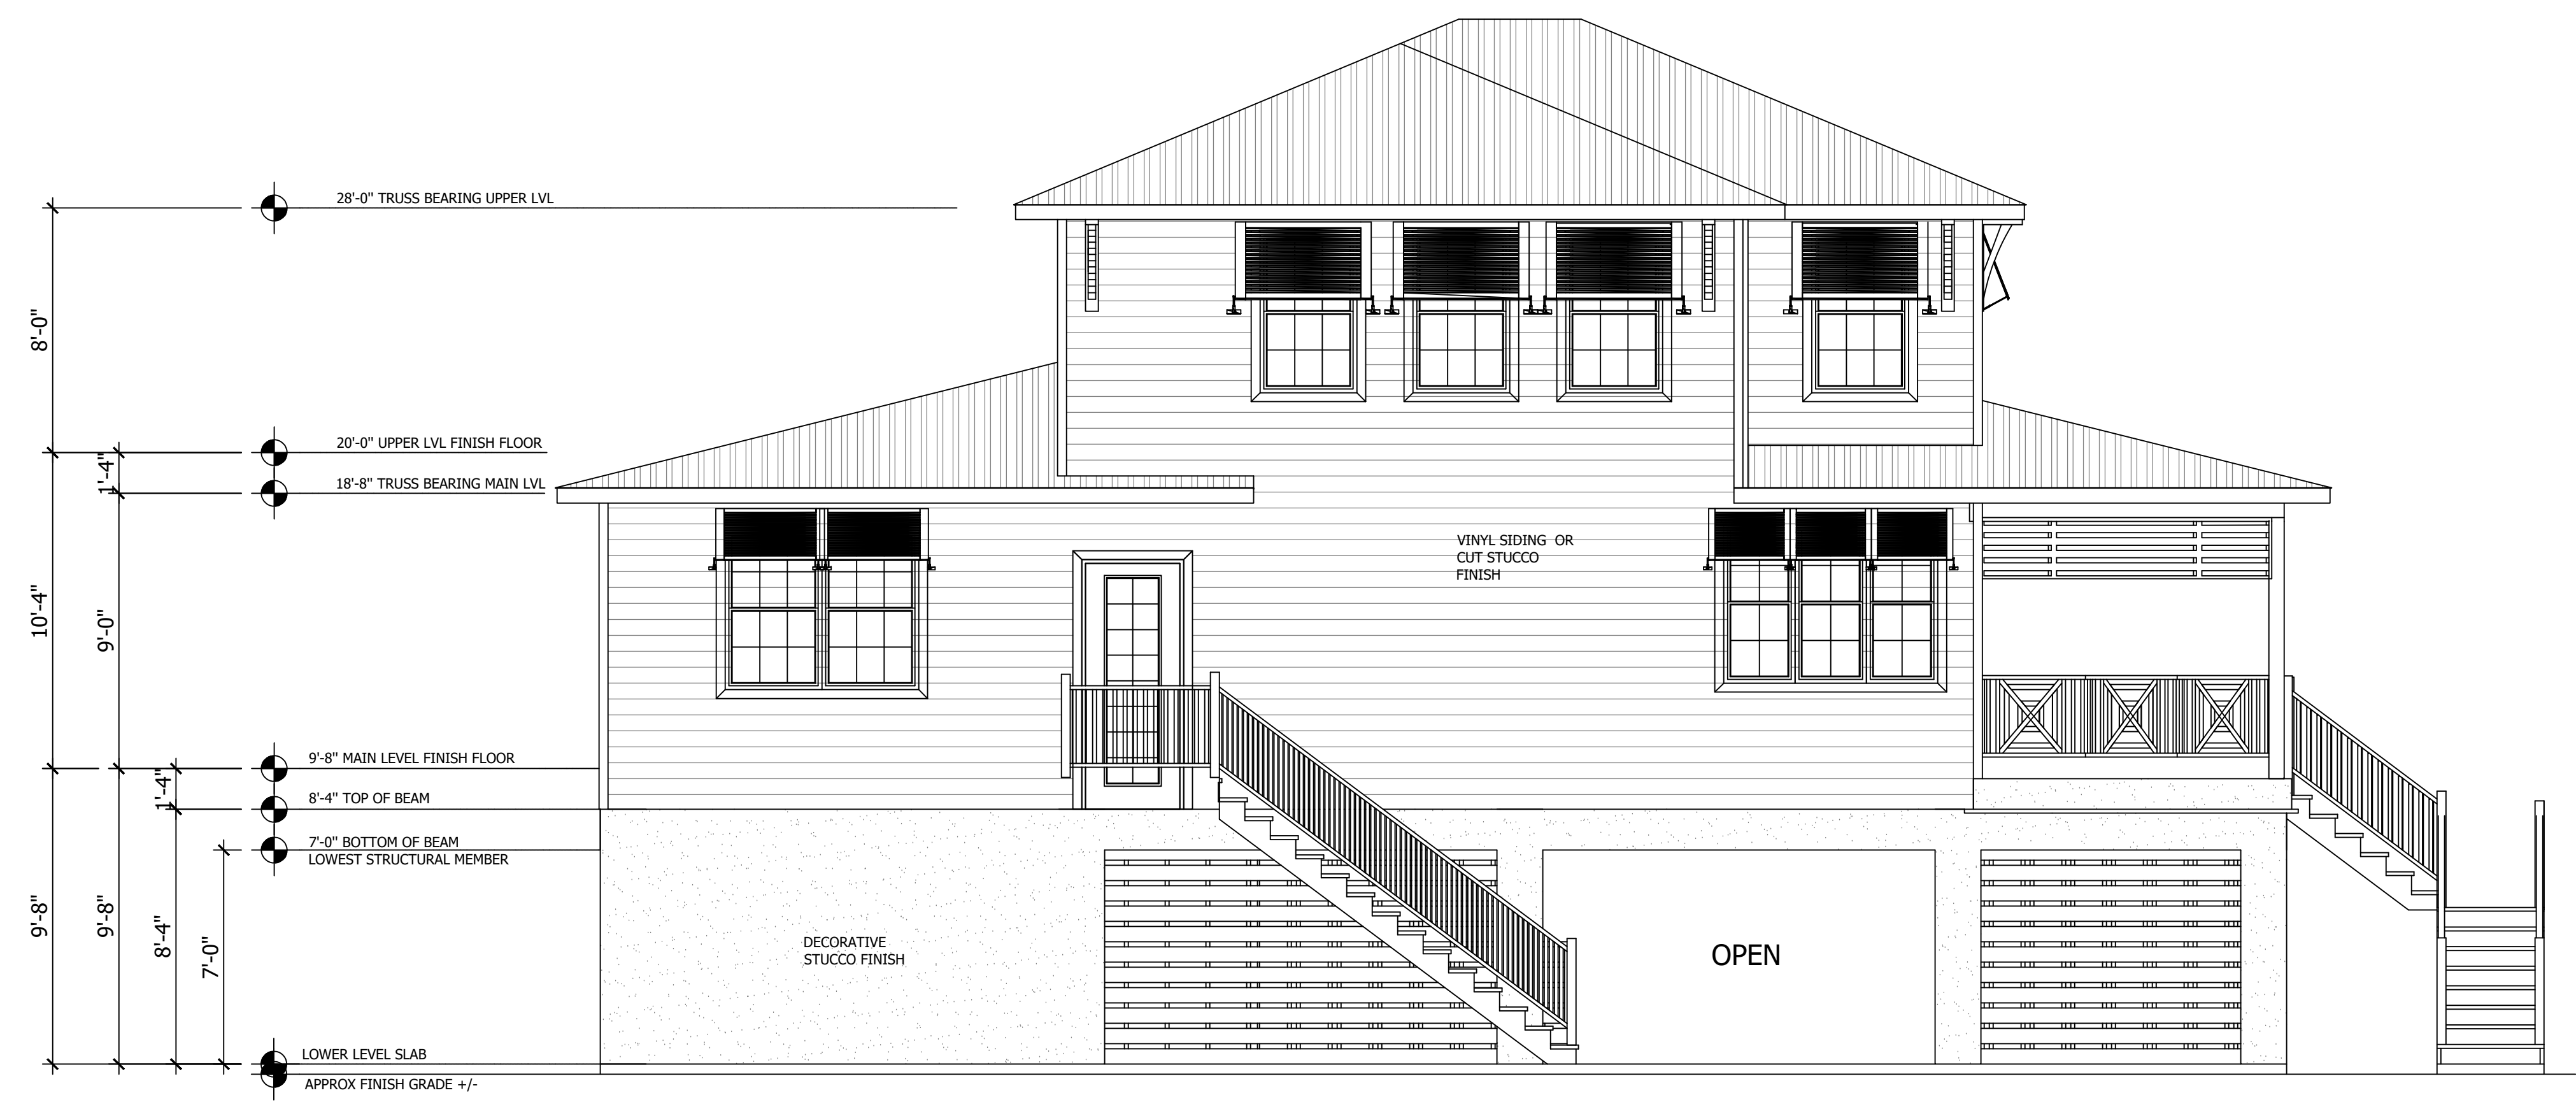 28'-0" TRUSS BEARING UPPER LVL
8'-0"
20'-0" UPPER LVL FINISH FLOOR
1'-4"
18'-8" TRUSS BEARING MAIN LVL
VINYL SIDING OR
CUT STUCCO
FINISH
10'-4"
9'-0"
9'-8" MAIN LEVEL FINISH FLOOR
1'-4"
8'-4" TOP OF BEAM
7'-0" BOTTOM OF BEAM
LOWEST STRUCTURAL MEMBER
9'-8"
9'-8"
8'-4"
7'-0"
DECORATIVE
STUCCO FINISH
OPEN
LOWER LEVEL SLAB
APPROX FINISH GRADE +/-